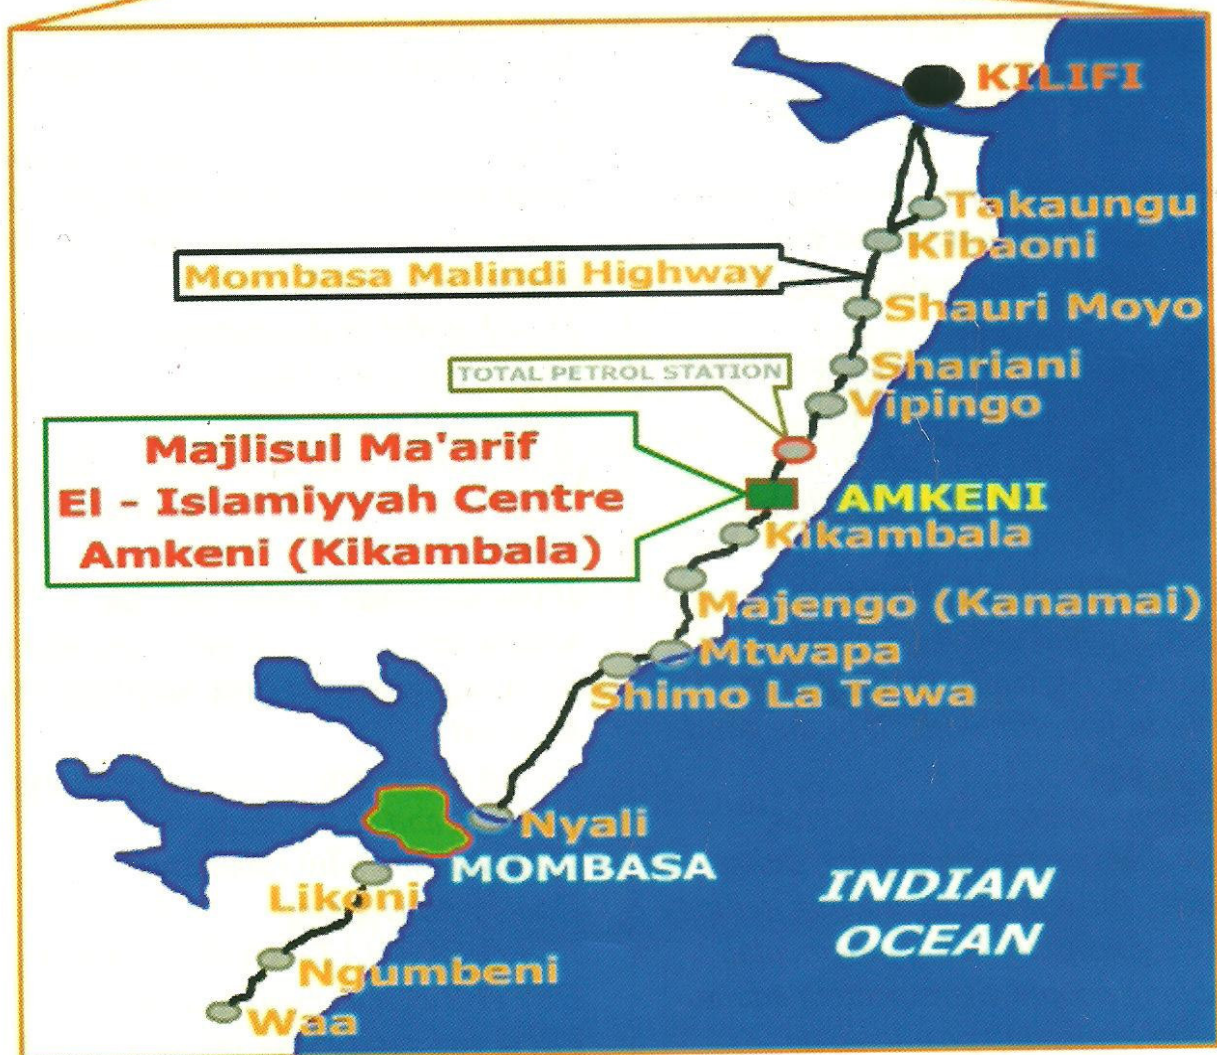 KILIFI
Takaungu
Kibaoni
Mombasa Malindi Highway
Shauri Moyo
Shariani
TOTAL PETROL STATION
Vipingo
Majlisul Ma'arif
El - Islamiyyah Centre
Amkeni (Kikambala)
AMKENI
Kikambala
Majengo (Kanamai)
Mtwapa
Shimo La Tewa
Nyali
MOMBASA
Likoni
INDIAN
OCEAN
Ngumbeni
Waa